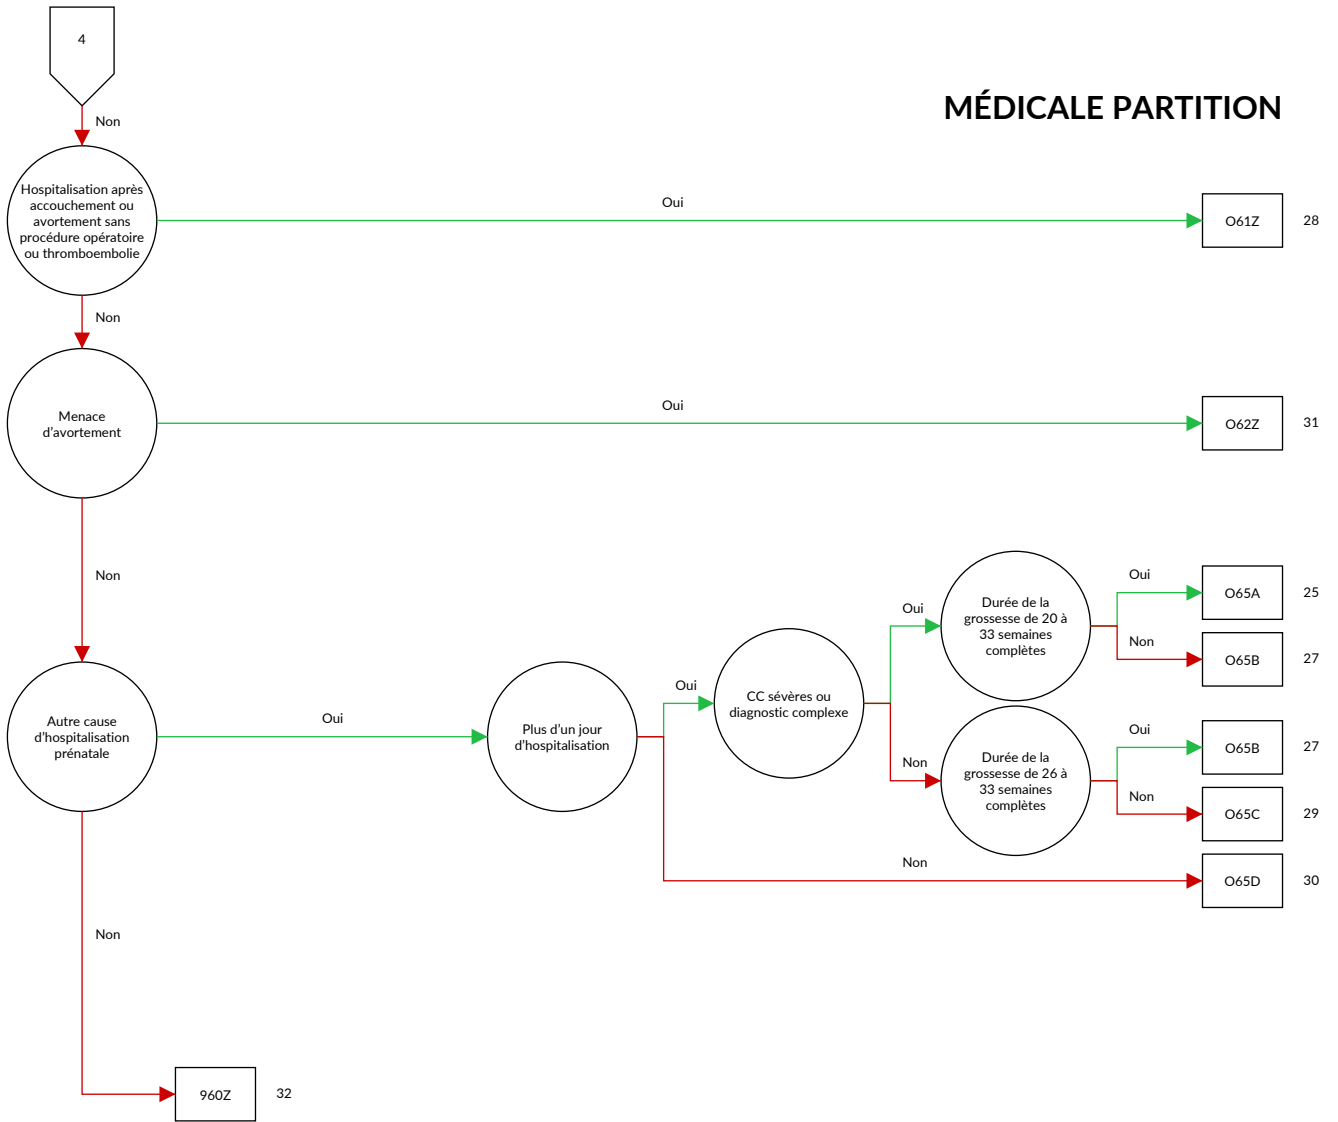 4
MÉDICALE PARTITION
Non
Hospitalisation après
accouchement ou
avortement sans
procédure opératoire
ou thromboembolie
Oui
O61Z
28
Non
Menace
d'avortement
Oui
O62Z
31
Non
Autre cause
d'hospitalisation
prénatale
Oui
Plus d'un jour
d'hospitalisation
Oui
CC sévères ou
diagnostic complexe
Oui
Durée de la
grossesse de 20 à
33 semaines
complètes
Oui
O65A
25
Non
O65B
27
Non
Durée de la
grossesse de 26 à
33 semaines
complètes
Oui
O65B
27
Non
O65C
29
Non
O65D
30
Non
960Z
32